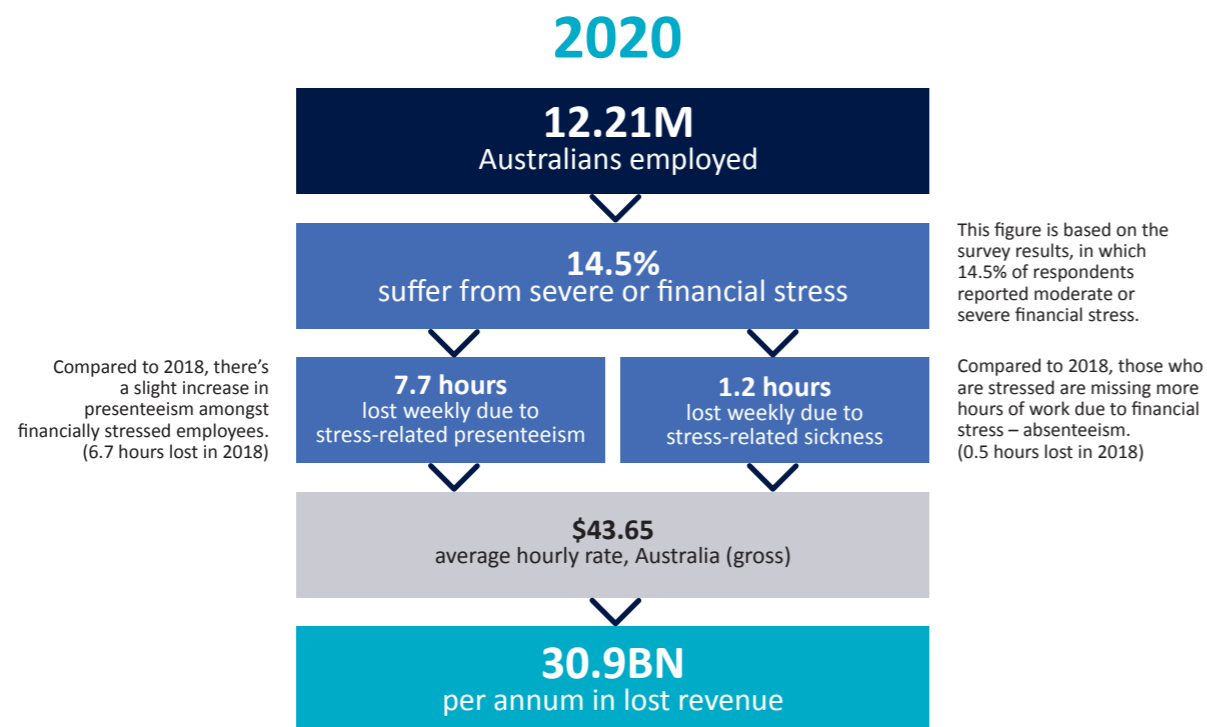 2020
12.21M
Australians employed
14.5%
suffer from severe or financial stress
This figure is based on the
survey results, in which
14.5% of respondents
reported moderate or
severe financial stress.
Compared to 2018, there's
a slight increase in
presenteeism amongst
financially stressed employees.
(6.7 hours lost in 2018)
7.7 hours
lost weekly due to
stress-related presenteeism
1.2 hours
lost weekly due to
stress-related sickness
Compared to 2018, those who
are stressed are missing more
hours of work due to financial
stress – absenteeism.
(0.5 hours lost in 2018)
$43.65
average hourly rate, Australia (gross)
30.9BN
per annum in lost revenue